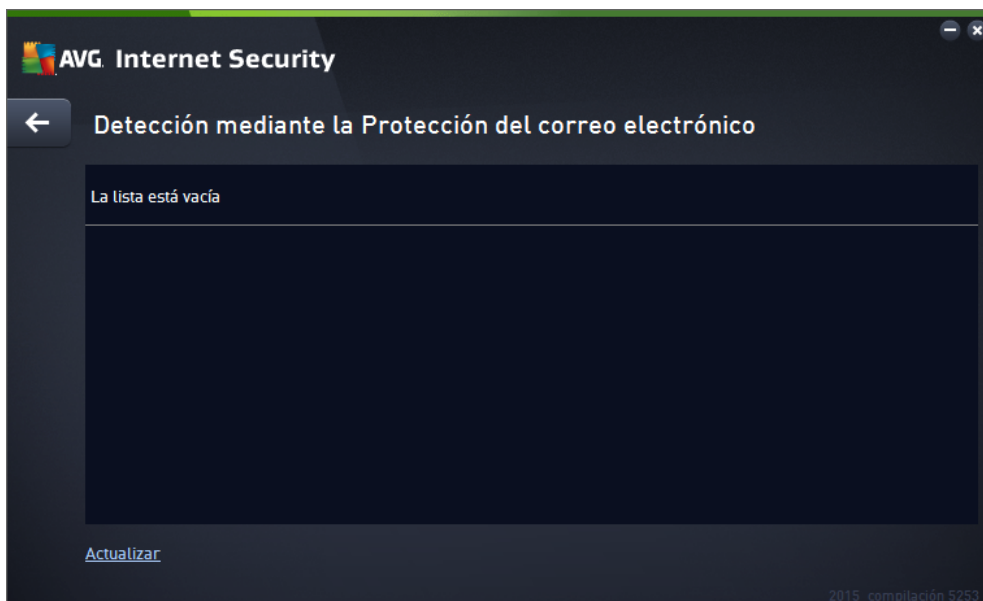 AVG. Internet Security
Detección mediante la Protección del correo electrónico
La lista está vacía
Actualizar
2015 compilación 5253